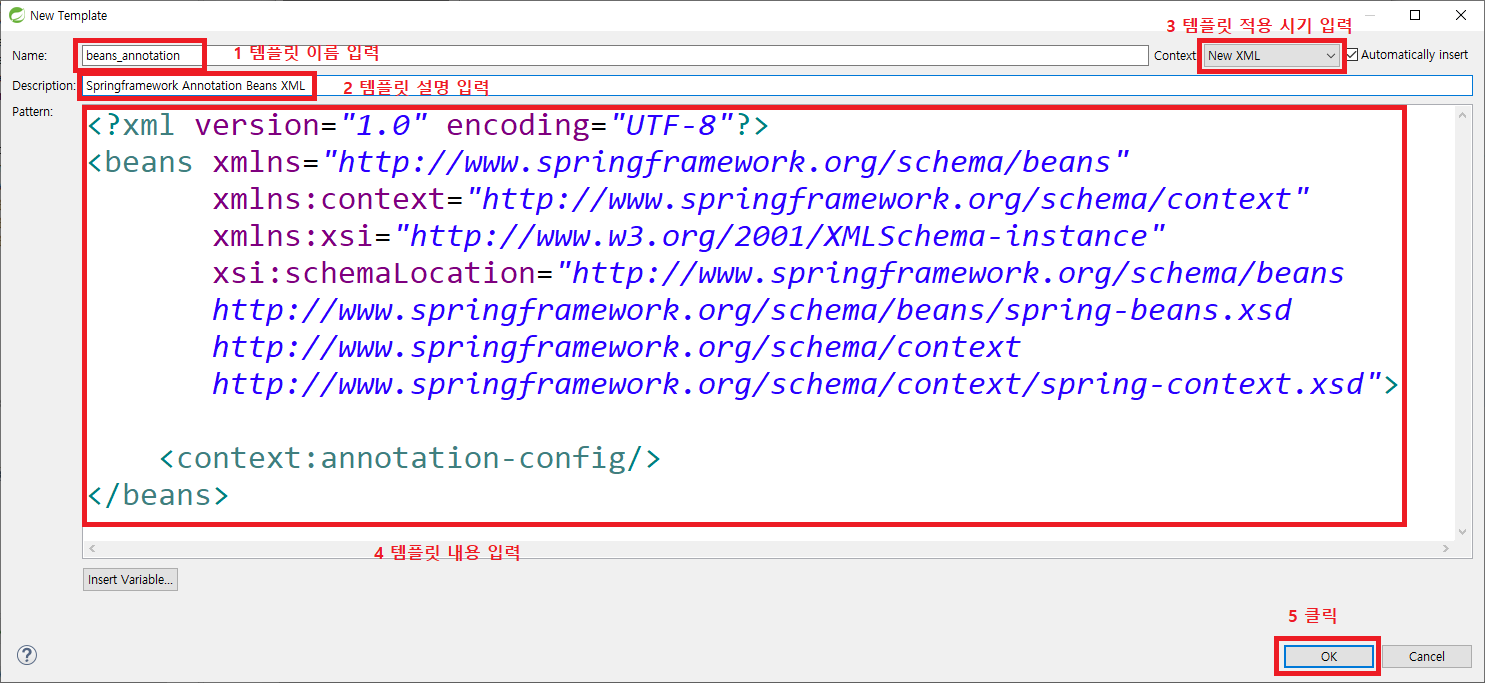 New Template
3 템플릿 적용 시기 입력
Name: beans_annotation 1 템플릿 이름 입력 Context: New XML Automatically insert
Description: Springframework Annotation Beans XML 2 템플릿 설명 입력
Pattern:
<?xml version="1.0" encoding="UTF-8"?>
<beans xmlns="http://www.springframework.org/schema/beans"
xmlns:context="http://www.springframework.org/schema/context"
xmlns:xsi="http://www.w3.org/2001/XMLSchema-instance"
xsi:schemaLocation="http://www.springframework.org/schema/beans
http://www.springframework.org/schema/beans/spring-beans.xsd
http://www.springframework.org/schema/context
http://www.springframework.org/schema/context/spring-context.xsd">
<context:annotation-config/>
</beans>
4 템플릿 내용 입력
Insert Variable...
5 클릭
? OK Cancel